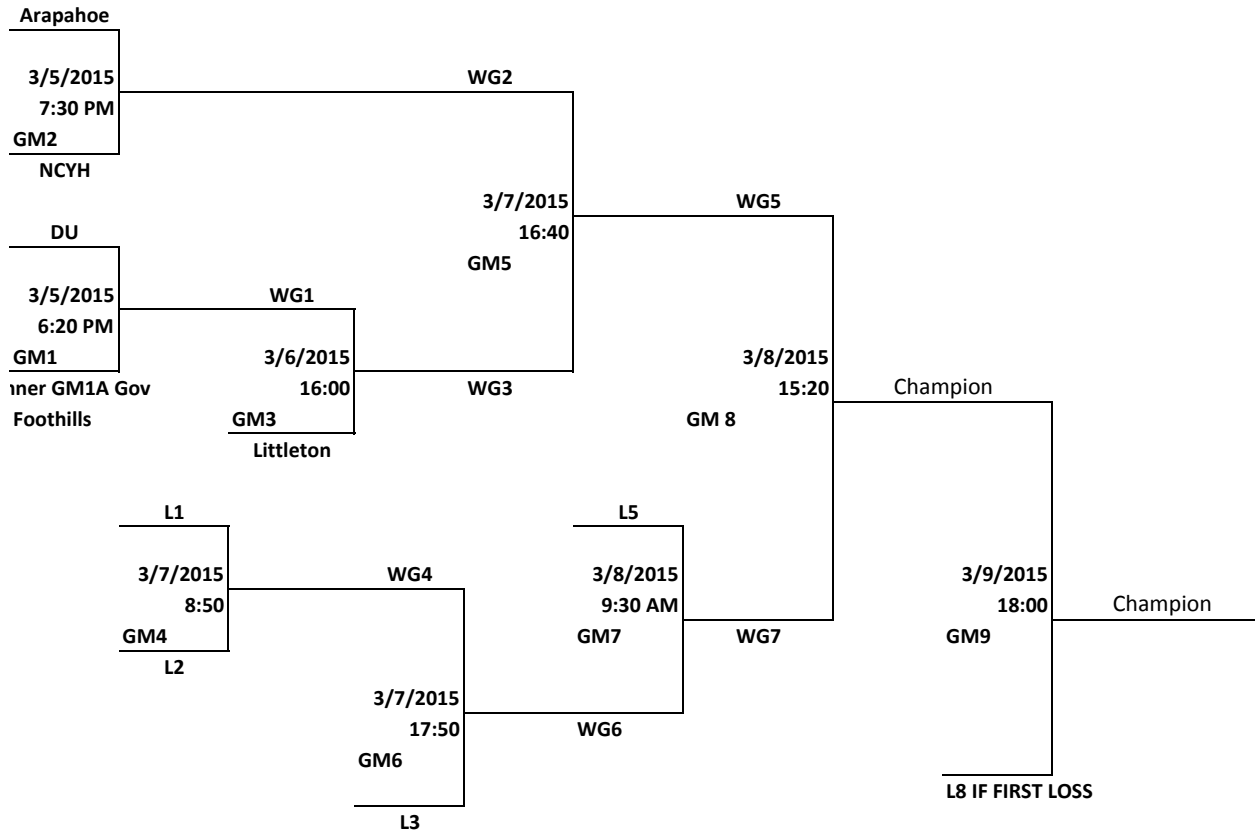 Arapahoe
3/5/2015
7:30 PM
GM2
NCYH
WG2
3/7/2015
16:40
GM5
WG5
DU
3/5/2015
6:20 PM
GM1
nner GM1A Gov
Foothills
WG1
3/6/2015
16:00
GM3
Littleton
WG3
3/8/2015
15:20
GM 8
Champion
L1
3/7/2015
8:50
GM4
L2
WG4
3/7/2015
17:50
GM6
L3
L5
3/8/2015
9:30 AM
GM7
WG7
WG6
3/9/2015
18:00
GM9
Champion
L8 IF FIRST LOSS